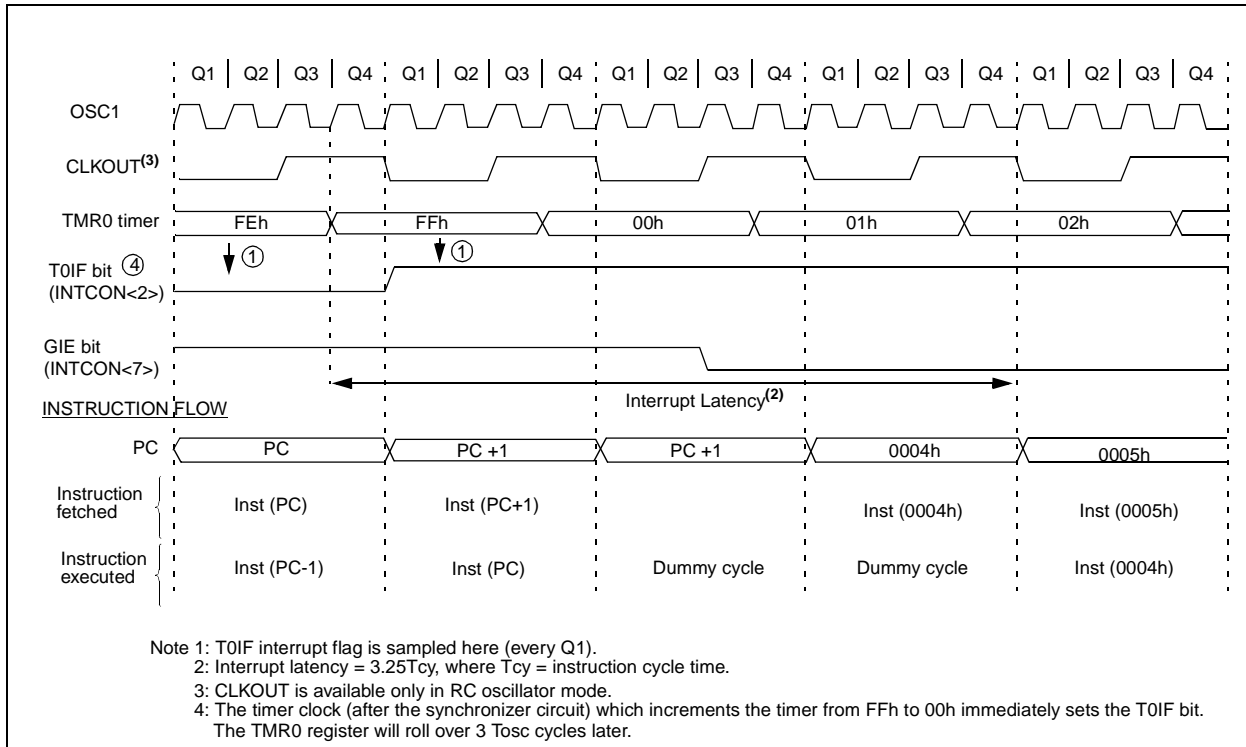 Q1 Q2 Q3 Q4 Q1 Q2 Q3 Q4 Q1 Q2 Q3 Q4 Q1 Q2 Q3 Q4 Q1 Q2 Q3 Q4
OSC1
CLKOUT(3)
TMR0 timer FEh FFh 00h 01h 02h
1 1
T0IF bit 4
(INTCON<2>)
GIE bit
(INTCON<7>)
Interrupt Latency(2)
INSTRUCTION FLOW
PC PC PC +1 PC +1 0004h 0005h
Instruction
fetched
Inst (PC) Inst (PC+1) Inst (0004h) Inst (0005h)
Instruction
executed
Inst (PC-1) Inst (PC) Dummy cycle Dummy cycle Inst (0004h)
Note 1: T0IF interrupt flag is sampled here (every Q1).
2: Interrupt latency = 3.25Tcy, where Tcy = instruction cycle time.
3: CLKOUT is available only in RC oscillator mode.
4: The timer clock (after the synchronizer circuit) which increments the timer from FFh to 00h immediately sets the T0IF bit.
The TMR0 register will roll over 3 Tosc cycles later.